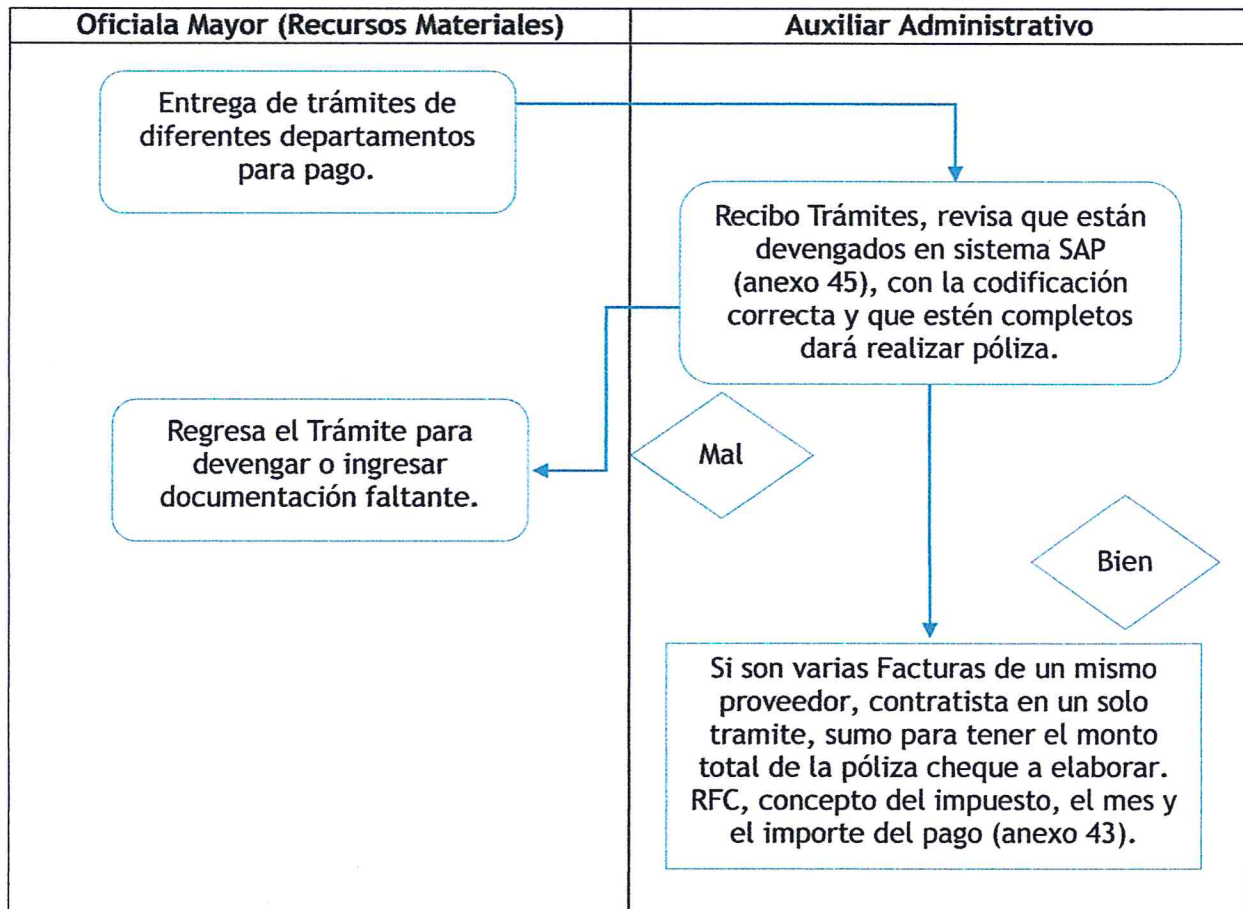 Oficiala Mayor (Recursos Materiales)
Auxiliar Administrativo
Entrega de trámites de
diferentes departamentos
para pago.
Recibo Trámites, revisa que están
devengados en sistema SAP
(anexo 45), con la codificación
correcta y que estén completos
dará realizar póliza.
Regresa el Trámite para
devengar o ingresar
documentación faltante.
Mal
Bien
Si son varias Facturas de un mismo
proveedor, contratista en un solo
tramite, sumo para tener el monto
total de la póliza cheque a elaborar.
RFC, concepto del impuesto, el mes y
el importe del pago (anexo 43).